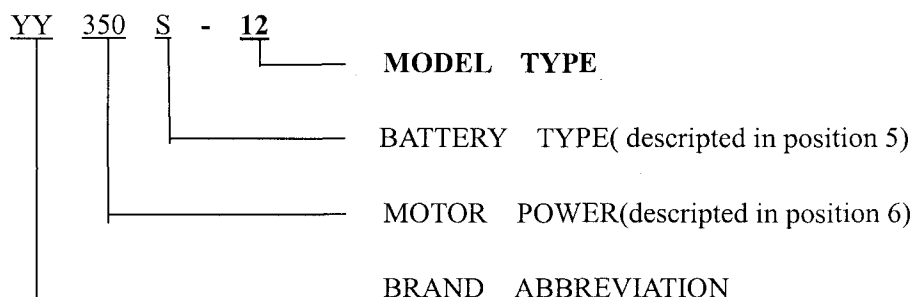 YY 350 S - 12
MODEL TYPE
BATTERY TYPE( descripted in position 5)
MOTOR POWER(descripted in position 6)
BRAND ABBREVIATION